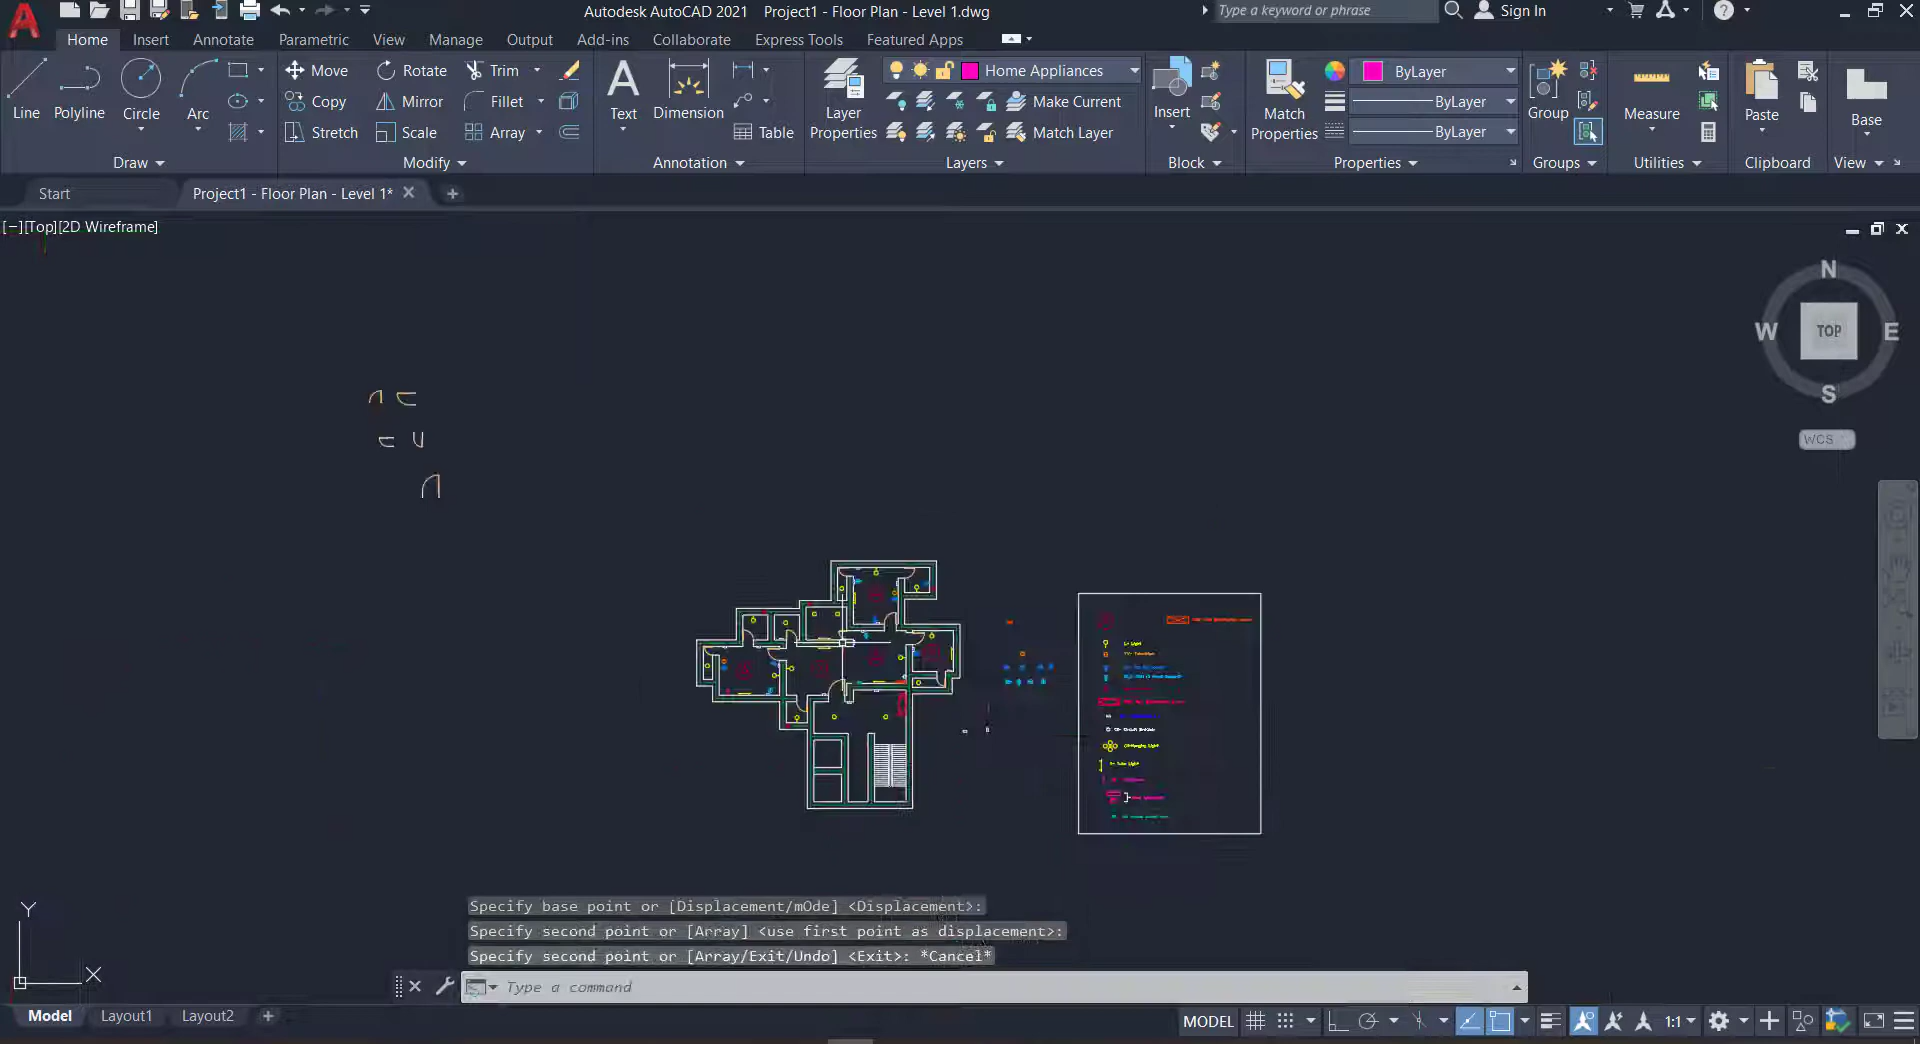 Autodesk AutoCAD 2021 Project1 - Floor Plan - Level 1.dwg
Type a keyword or phrase
Sign In
Home Insert Annotate Parametric View Manage Output Add-ins Collaborate Express Tools Featured Apps
Line
Polyline
Circle
Arc
Draw
Move
Rotate
Trim
Copy
Mirror
Fillet
Stretch
Scale
Array
Modify
Text
Dimension
Table
Annotation
Layer
Properties
Home Appliances
Make Current
Match Layer
Layers
Insert
Block
Match
Properties
ByLayer
ByLayer
ByLayer
Properties
Group
Groups
Measure
Utilities
Paste
Clipboard
Base
View
Start
Project1 - Floor Plan - Level 1*
[−][Top][2D Wireframe]
N
W
TOP
E
S
WCS
Specify base point or [Displacement/mOde] <Displacement>:
Specify second point or [Array] <use first point as displacement>:
Specify second point or [Array/Exit/Undo] <Exit>: *Cancel*
Type a command
Y
X
Model
Layout1
Layout2
MODEL
1:1